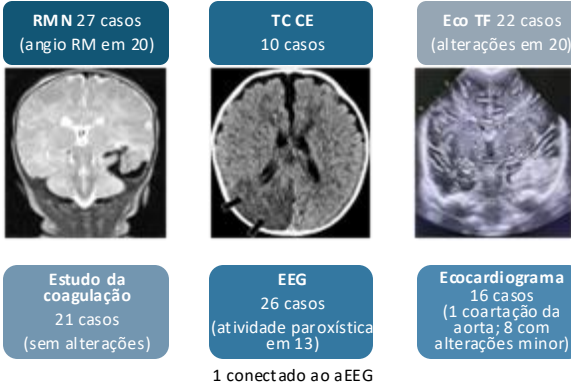 RMN 27 casos
(angio RM em 20)
TC CE
10 casos
Eco TF 22 casos
(alterações em 20)
Estudo da
coagulação
21 casos
(sem alterações)
EEG
26 casos
(atividade paroxística
em 13)
Ecocardiograma
16 casos
(1 coartação da
aorta; 8 com
alterações minor)
1 conectado ao aEEG